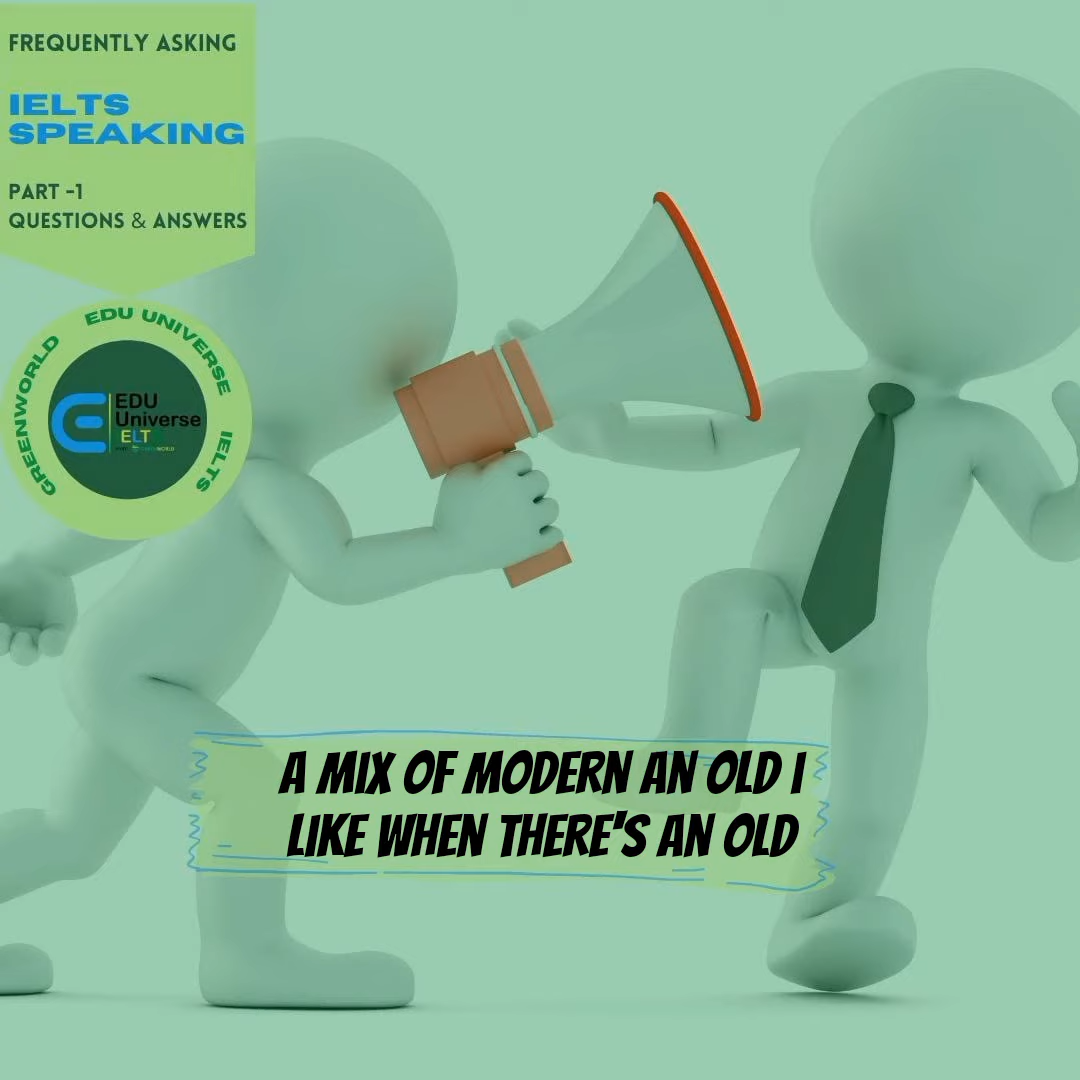 FREQUENTLY ASKING
IELTS
SPEAKING
PART -1
QUESTIONS & ANSWERS
GREENWORLD EDU UNIVERSE IELTS
EDU
Universe
IELT
A MIX OF MODERN AN OLD I
LIKE WHEN THERE'S AN OLD